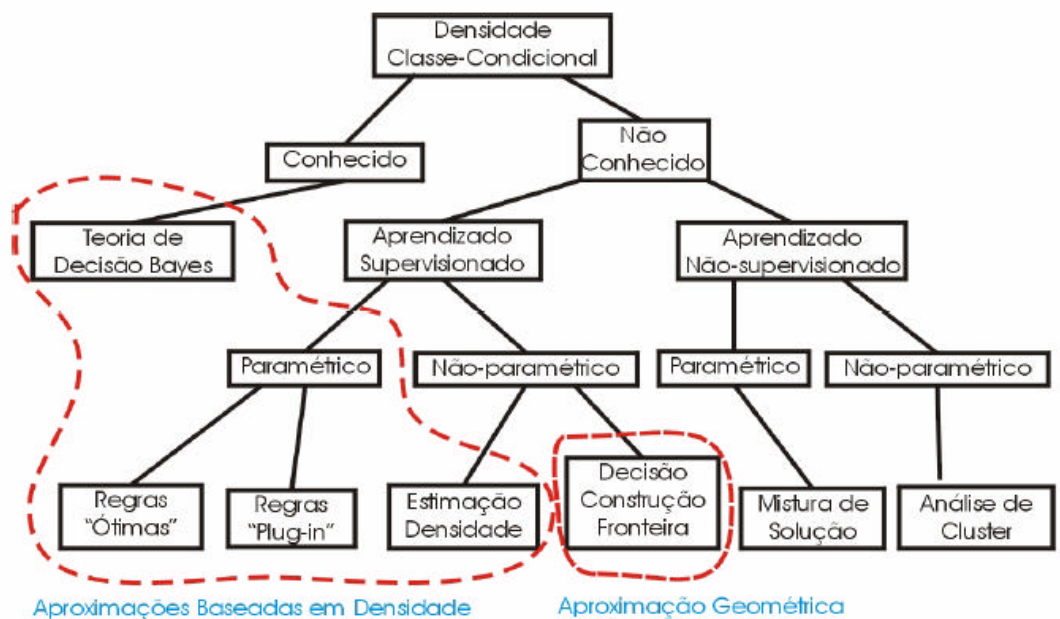 Densidade
Classe-Condicional
Conhecido
Não
Conhecido
Teoria de
Decisão Bayes
Aprendizado
Supervisionado
Aprendizado
Não-supervisionado
Paramétrico
Não-paramétrico
Paramétrico
Não-paramétrico
Regras
"Ótimas"
Regras
"Plug-in"
Estimação
Densidade
Decisão
Construção
Fronteira
Mistura de
Solução
Análise de
Cluster
Aproximações Baseadas em Densidade
Aproximação Geométrica